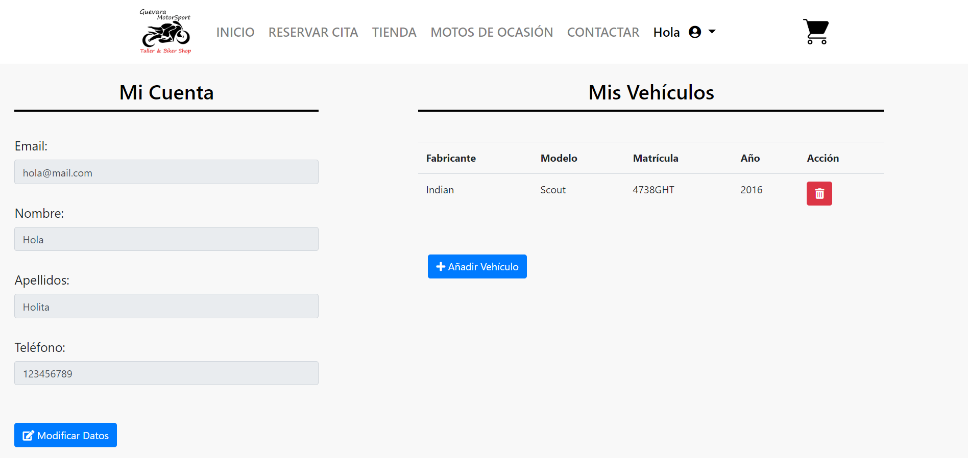 Guevara
MotorSport
Taller & Biker Shop
INICIO RESERVAR CITA TIENDA MOTOS DE OCASIÓN CONTACTAR Hola
Mi Cuenta
Email:
hola@mail.com
Nombre:
Hola
Apellidos:
Holita
Teléfono:
123456789
Modificar Datos
Mis Vehículos
Fabricante Modelo Matrícula Año Acción
Indian Scout 4738GHT 2016
Añadir Vehículo